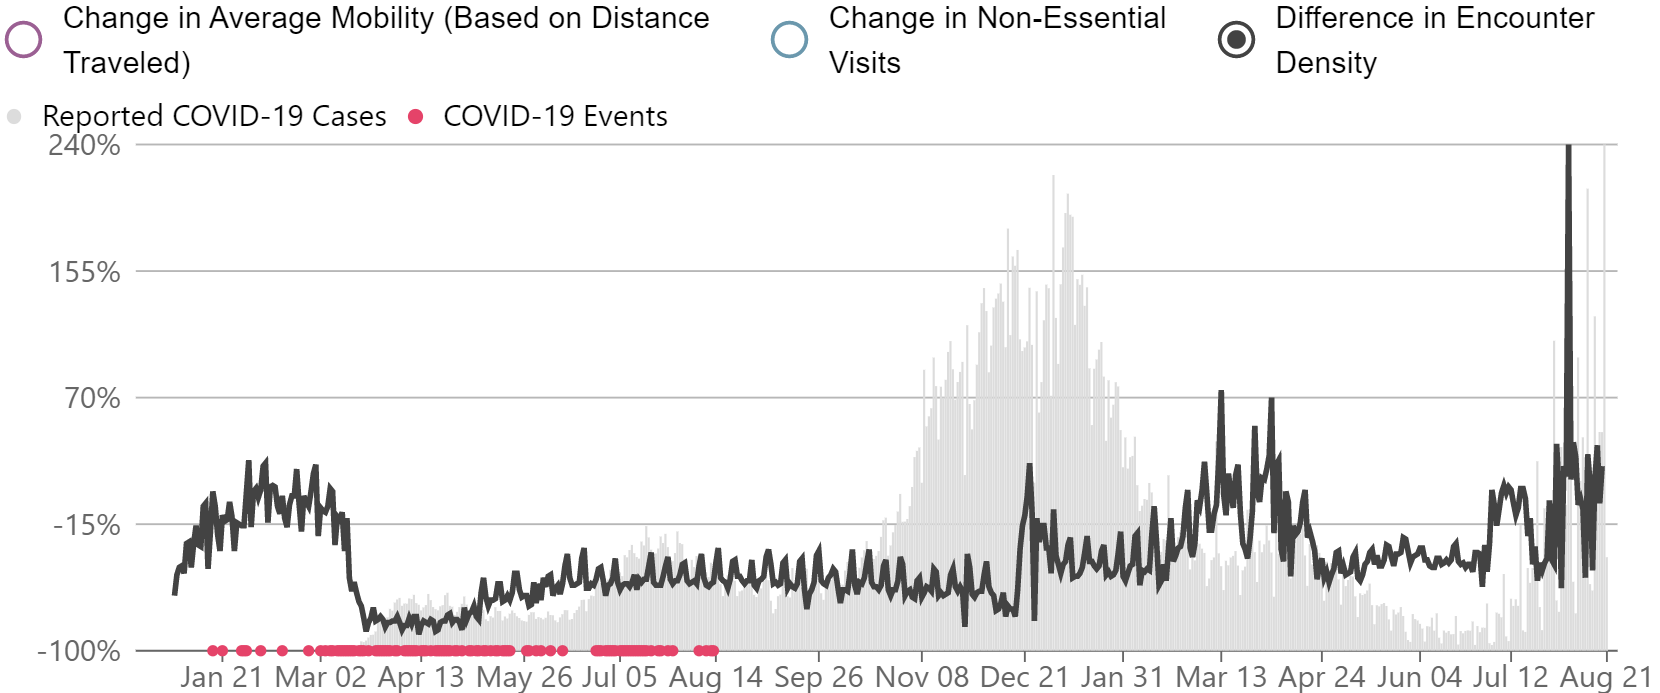 Change in Average Mobility (Based on Distance Traveled)
Change in Non-Essential Visits
Difference in Encounter Density
Reported COVID-19 Cases
COVID-19 Events
240%
155%
70%
-15%
-100%
Jan 21 Mar 02 Apr 13 May 26 Jul 05 Aug 14 Sep 26 Nov 08 Dec 21 Jan 31 Mar 13 Apr 24 Jun 04 Jul 12 Aug 21